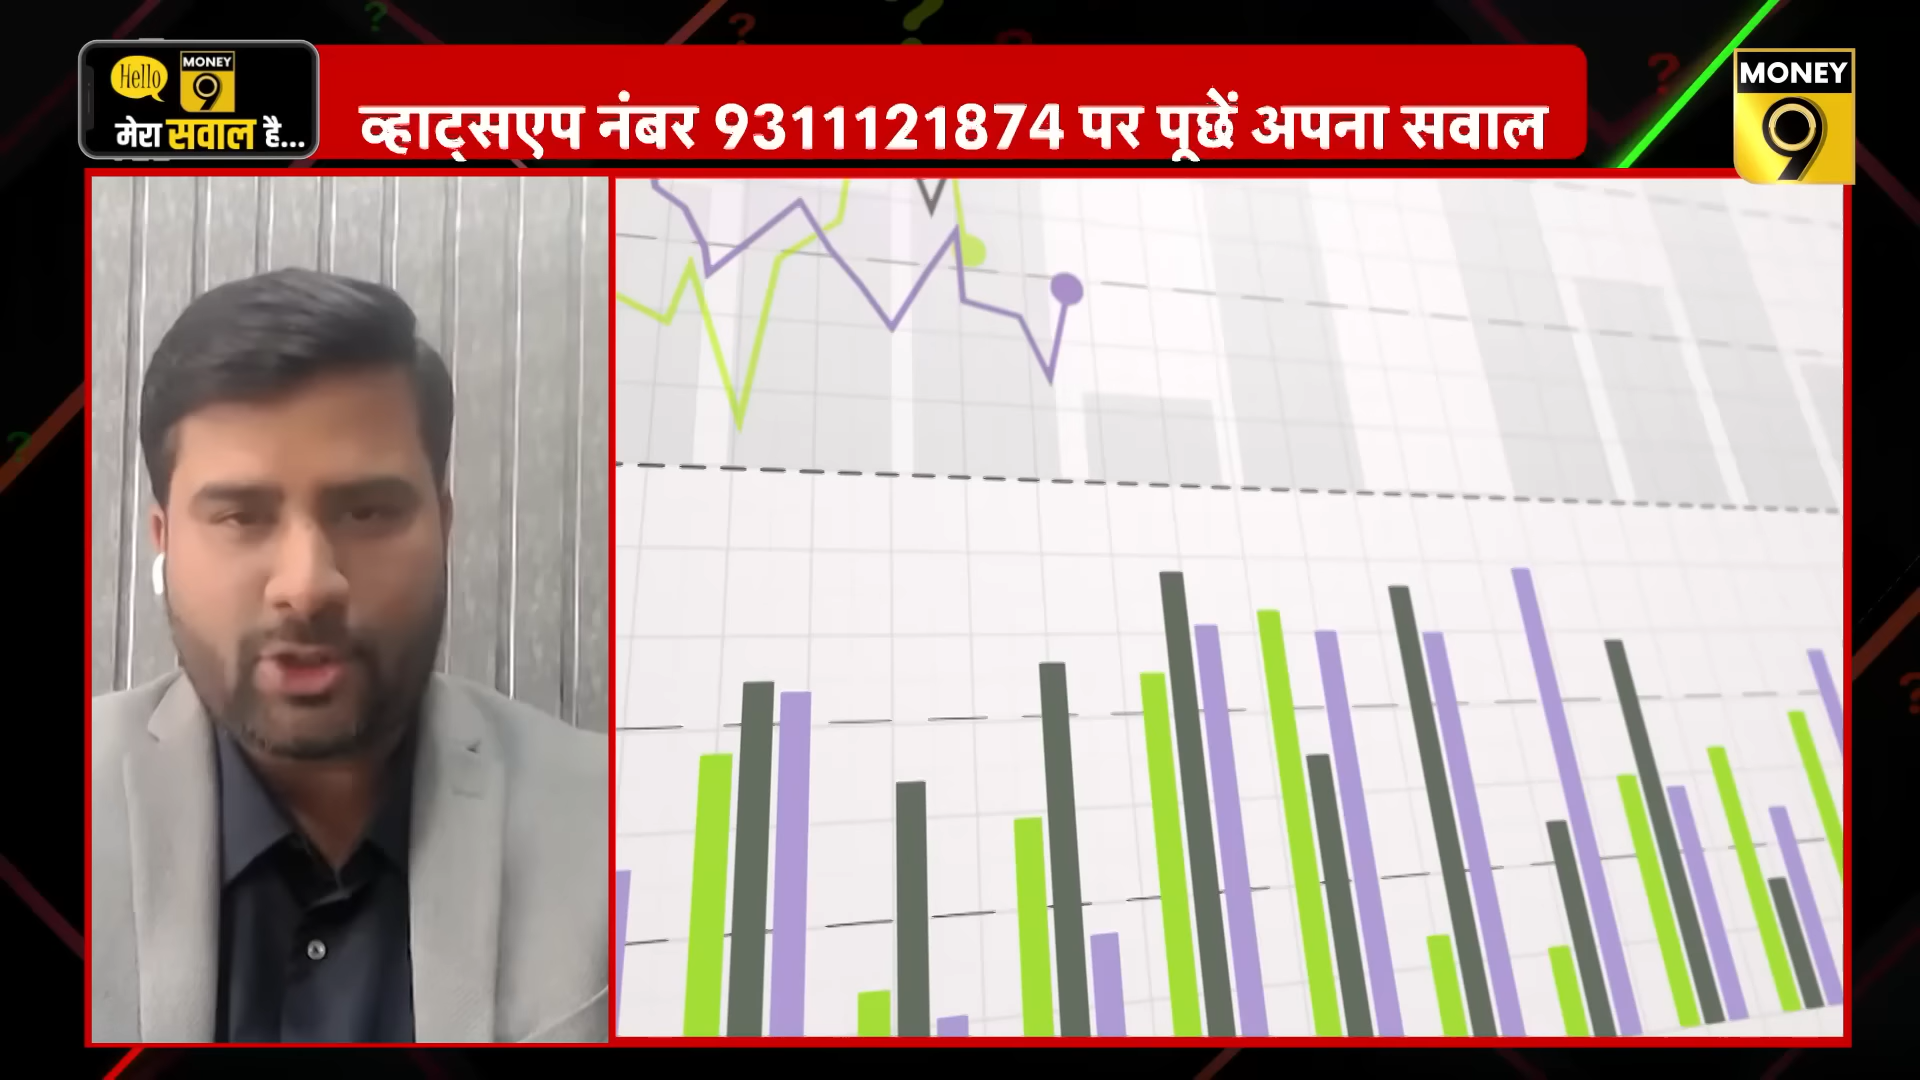 Hello
MONEY
9
मेरा सवाल है...
व्हाट्सएप नंबर 9311121874 पर पूछें अपना सवाल
MONEY
9